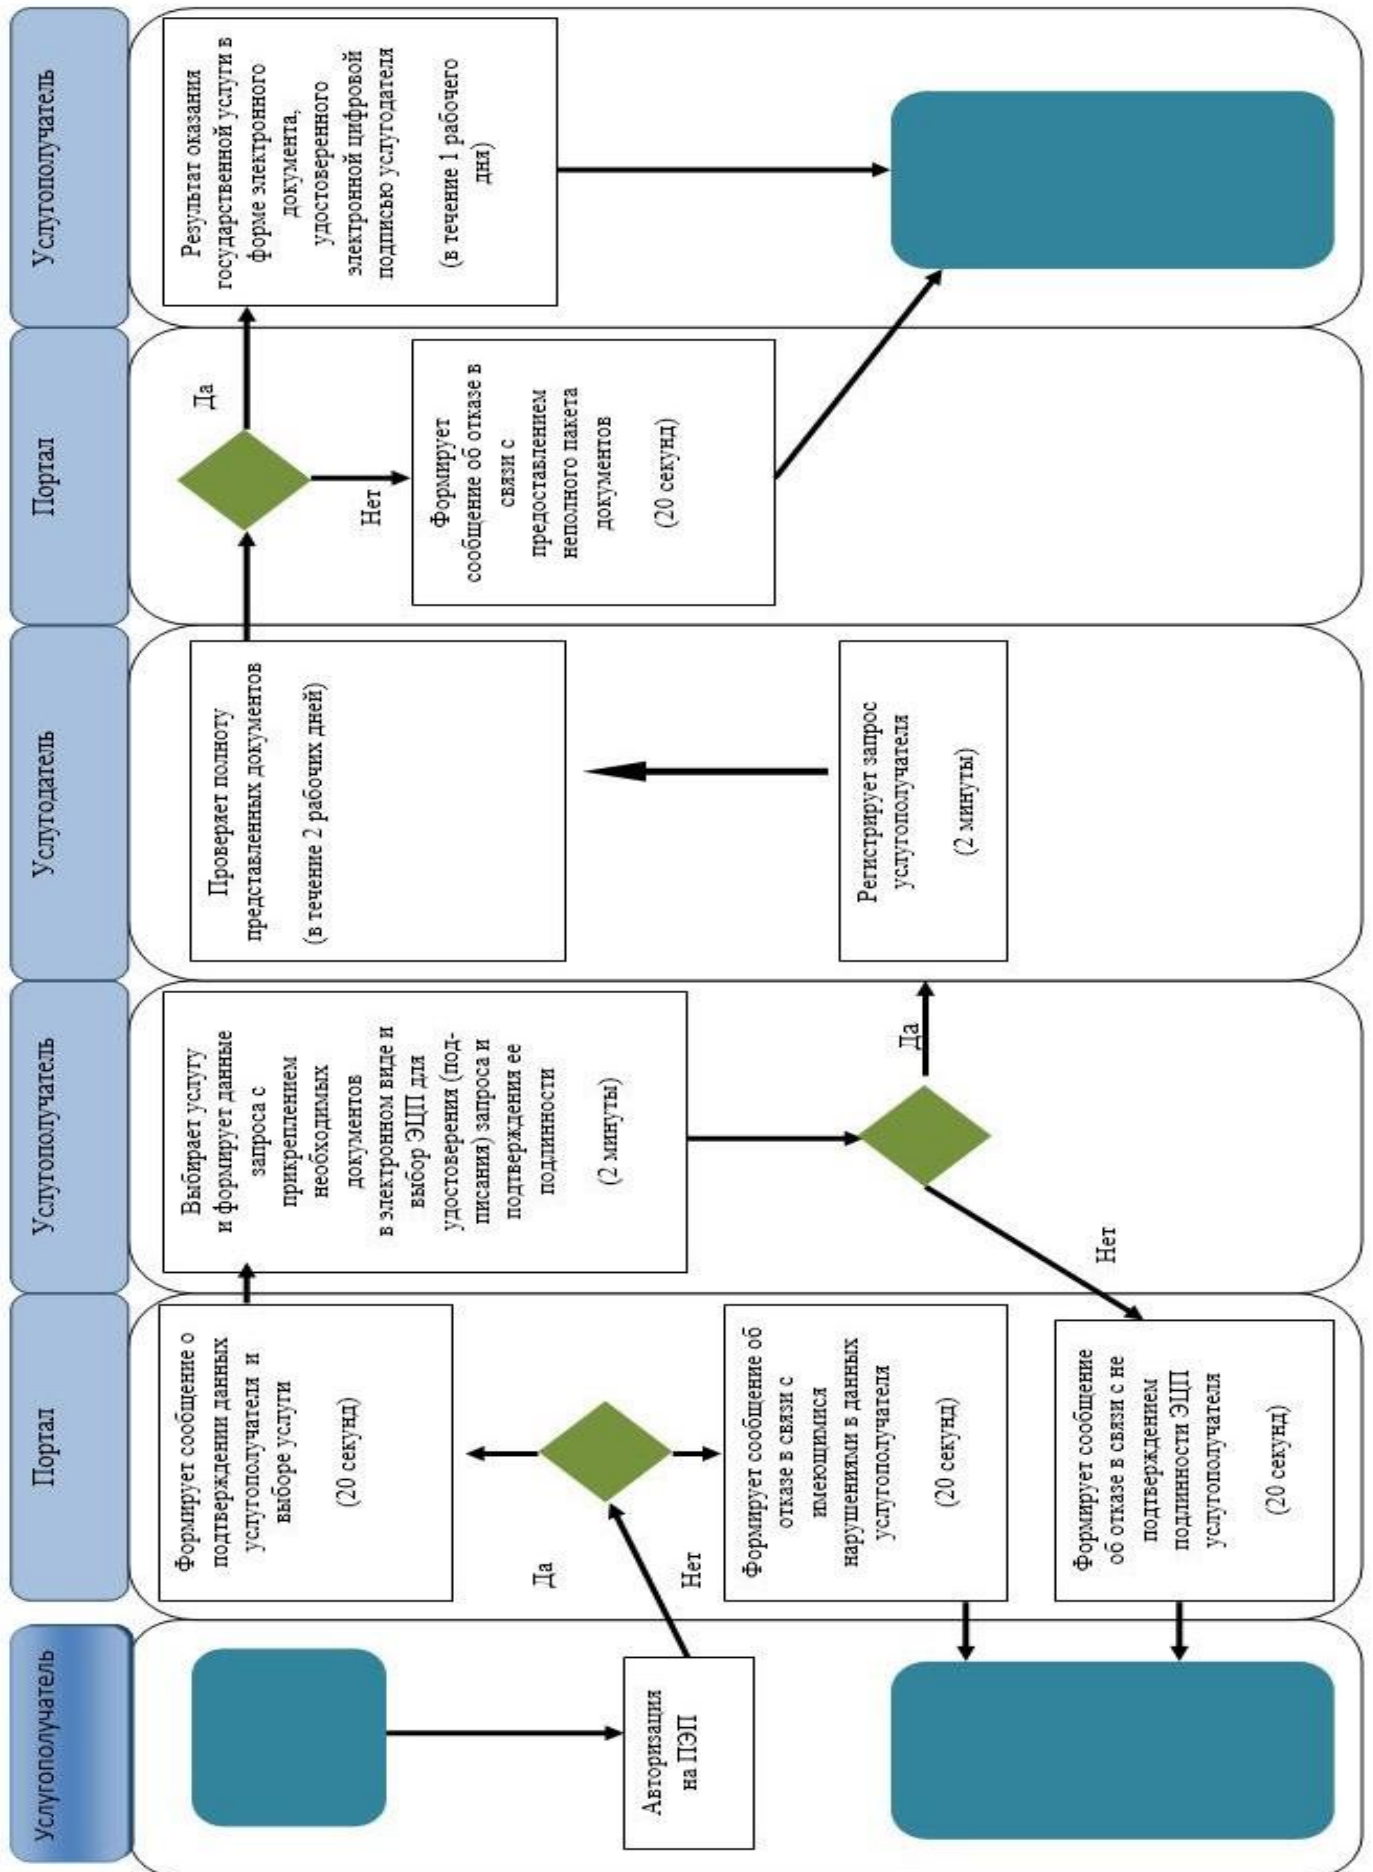 Услугополучатель
Портал
Услугополучатель
Услугодатель
Портал
Услугополучатель
Авторизация
на ПЭП
Формирует сообщение о
подтверждении данных
услугополучателя и
выборе услуги
(20 секунд)
Да
Нет
Формирует сообщение об
отказе в связи с
имеющимися
нарушениями в данных
услугополучателя
(20 секунд)
Формирует сообщение
об отказе в связи с не
подтверждением
подлинности ЭЦП
услугополучателя
(20 секунд)
Выбирает услугу
и формирует данные
запроса с
прикреплением
необходимых
документов
в электронном виде и
выбор ЭЦП для
удостоверения (под-
писания) запроса и
подтверждения ее
подлинности
(2 минуты)
Да
Нет
Проверяет полноту
представленных документов
(в течение 2 рабочих дней)
Регистрирует запрос
услугополучателя
(2 минуты)
Да
Нет
Формирует
сообщение об отказе в
связи с
предоставлением
неполного пакета
документов
(20 секунд)
Результат оказания
государственной услуги в
форме электронного
документа,
удостоверенного
электронной цифровой
подписью услугодателя
(в течение 1 рабочего
дня)